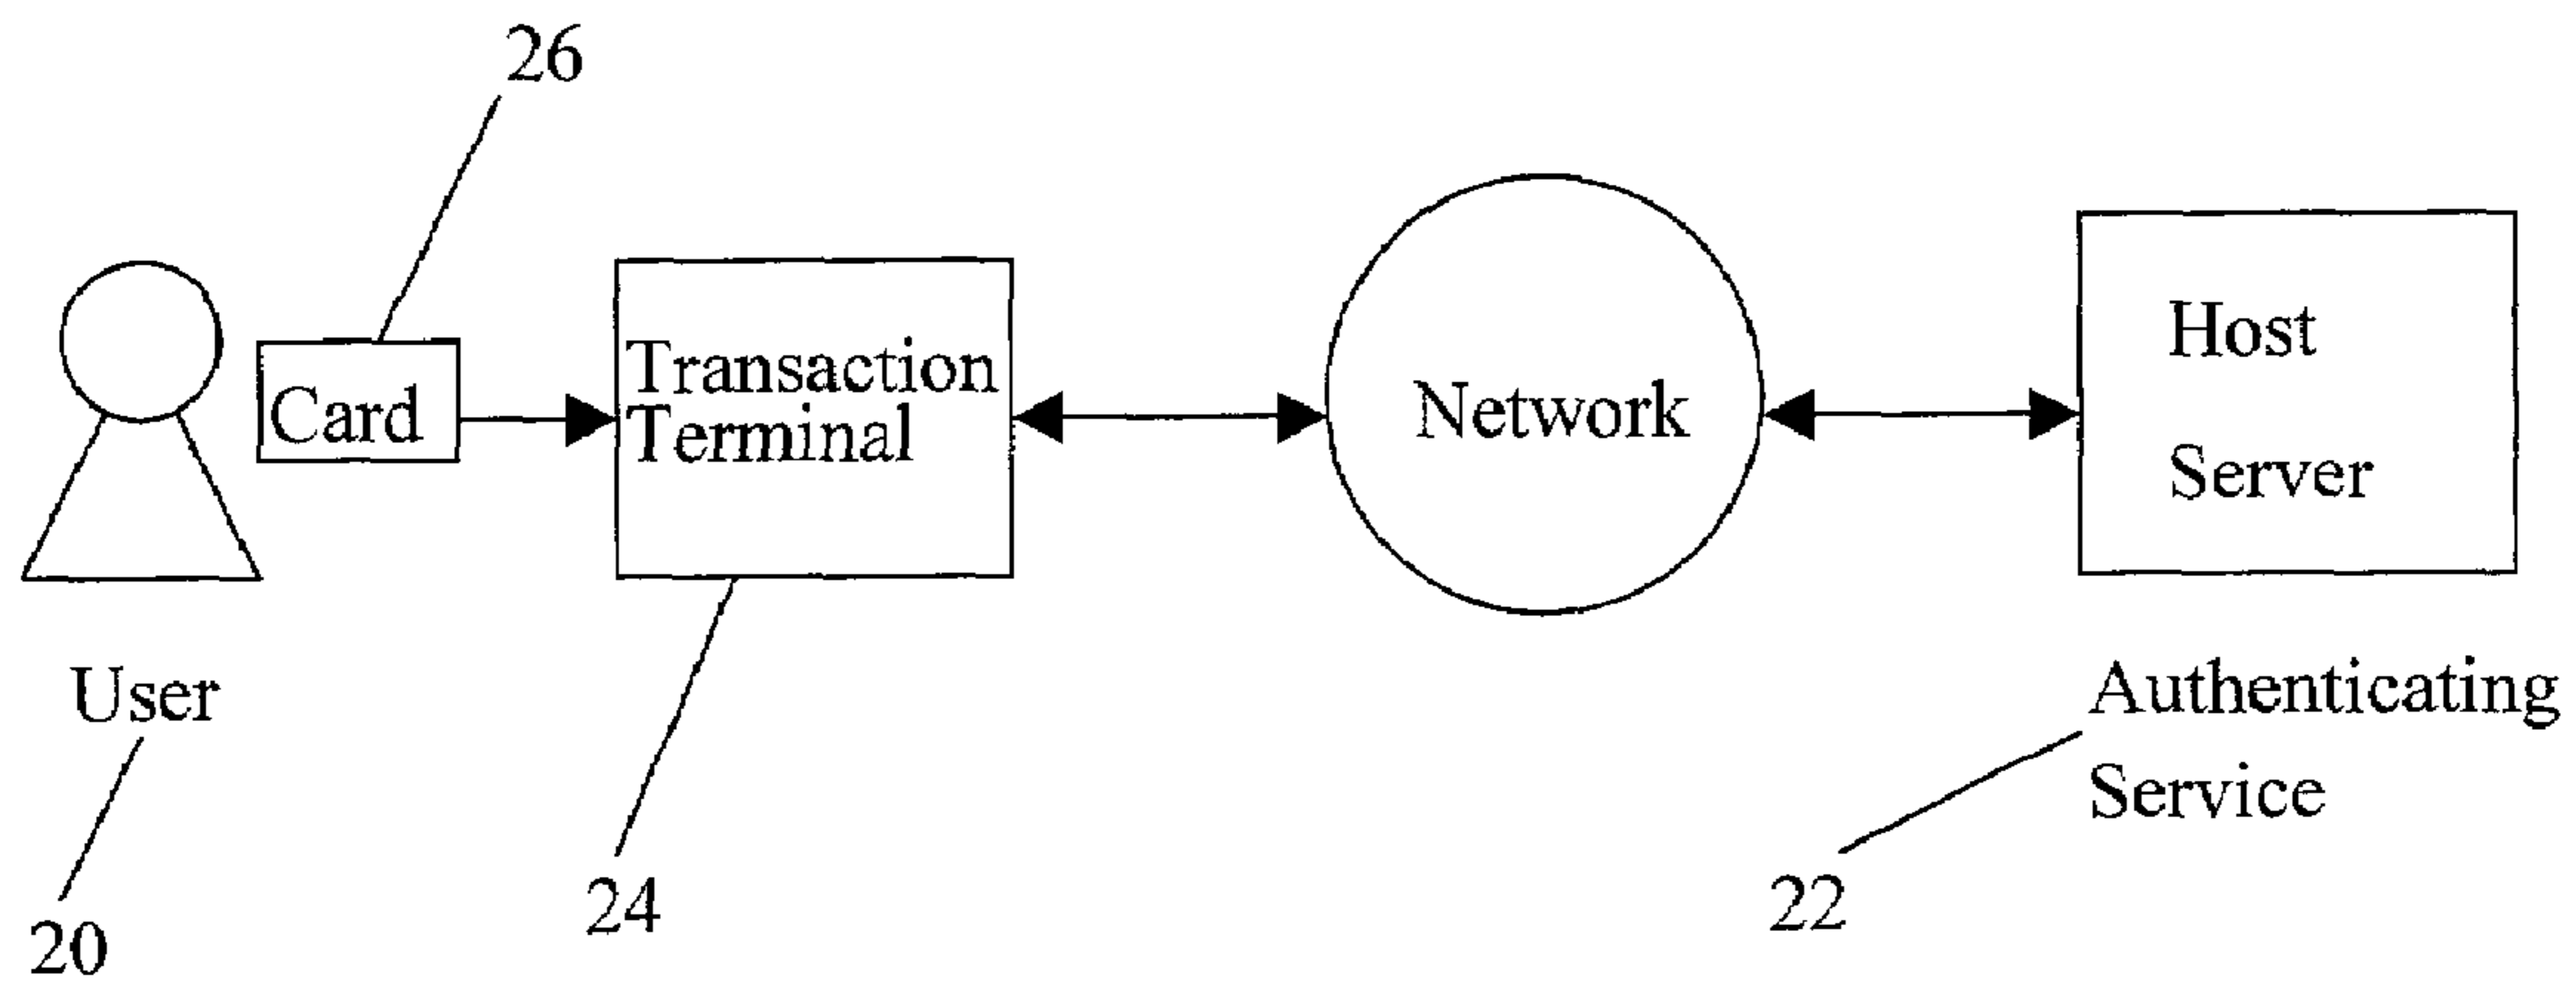 26
Card
Transaction
Terminal
Network
Host
Server
User
Authenticating
Service
20
24
22